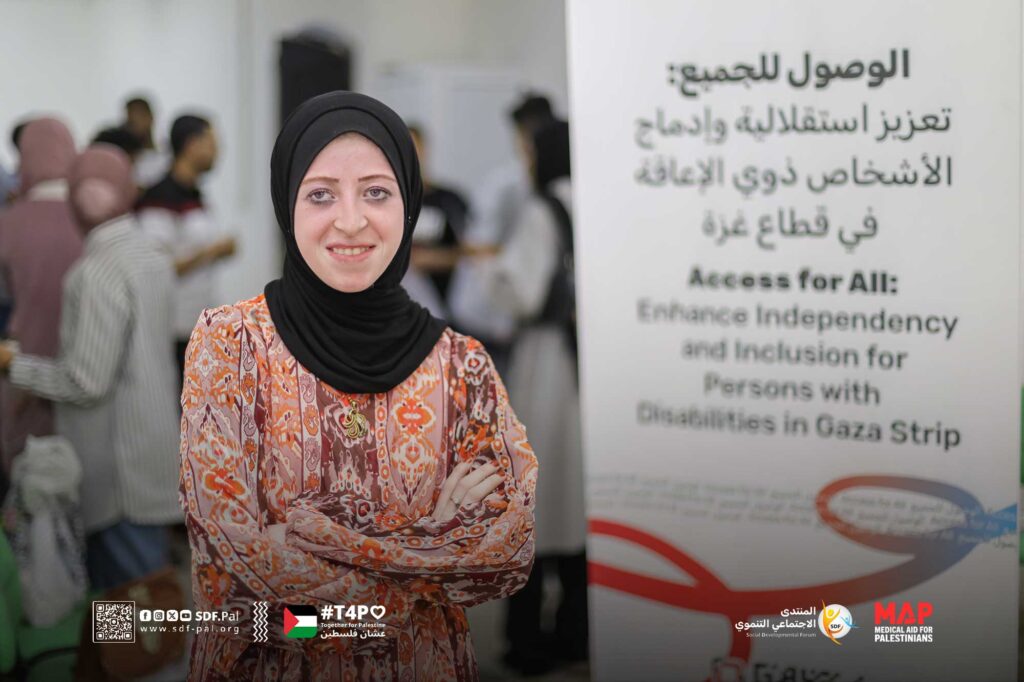 الوصول للجميع:
تعزيز استقلالية وإدماج
الأشخاص ذوي الإعاقة
في قطاع غزة
Access for All:
Enhance Independency
and Inclusion for
Persons with
Disabilities in Gaza Strip
SDF.Pal
www.sdf-pal.org
#T4P
Together for Palestine
عشان فلسطين
المنتدى
الاجتماعي التنموي
Social Developmental Forum
SDF
MAP
MEDICAL AID FOR
PALESTINIANS